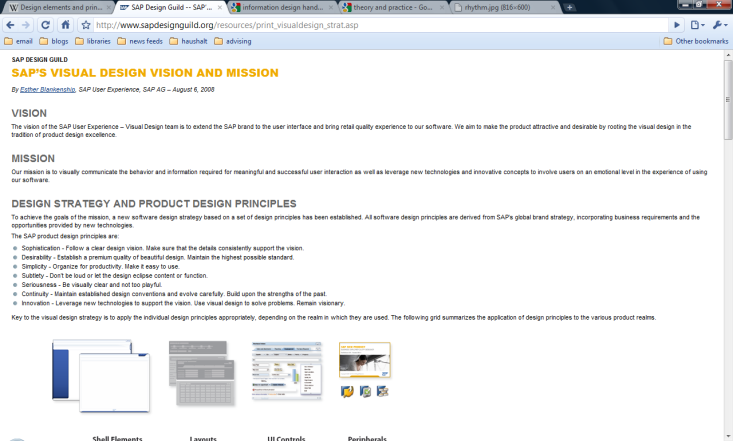 Design elements and prin...
SAP Design Guild -- SAP'...
information design hand...
theory and practice - Go...
rhythm.jpg (816×600)
http://www.sapdesignguild.org/resources/print_visualdesign_strat.asp
email
blogs
libraries
news feeds
haushalt
advising
Other bookmarks
SAP DESIGN GUILD
SAP'S VISUAL DESIGN VISION AND MISSION
By Esther Blankenship, SAP User Experience, SAP AG – August 6, 2008
VISION
The vision of the SAP User Experience – Visual Design team is to extend the SAP brand to the user interface and bring retail quality experience to our software. We aim to make the product attractive and desirable by rooting the visual design in the
tradition of product design excellence.
MISSION
Our mission is to visually communicate the behavior and information required for meaningful and successful user interaction as well as leverage new technologies and innovative concepts to involve users on an emotional level in the experience of using
our software.
DESIGN STRATEGY AND PRODUCT DESIGN PRINCIPLES
To achieve the goals of the mission, a new software design strategy based on a set of design principles has been established. All software design principles are derived from SAP's global brand strategy, incorporating business requirements and the
opportunities provided by new technologies.
The SAP product design principles are:
Sophistication - Follow a clear design vision. Make sure that the details consistently support the vision.
Desirability - Establish a premium quality of beautiful design. Maintain the highest possible standard.
Simplicity - Organize for productivity. Make it easy to use.
Subtlety - Don't be loud or let the design eclipse content or function.
Seriousness - Be visually clear and not too playful.
Continuity - Maintain established design conventions and evolve carefully. Build upon the strengths of the past.
Innovation - Leverage new technologies to support the vision. Use visual design to solve problems. Remain visionary.
Key to the visual design strategy is to apply the individual design principles appropriately, depending on the realm in which they are used. The following grid summarizes the application of design principles to the various product realms.
Shell Elements
Layouts
UI Controls
Peripherals